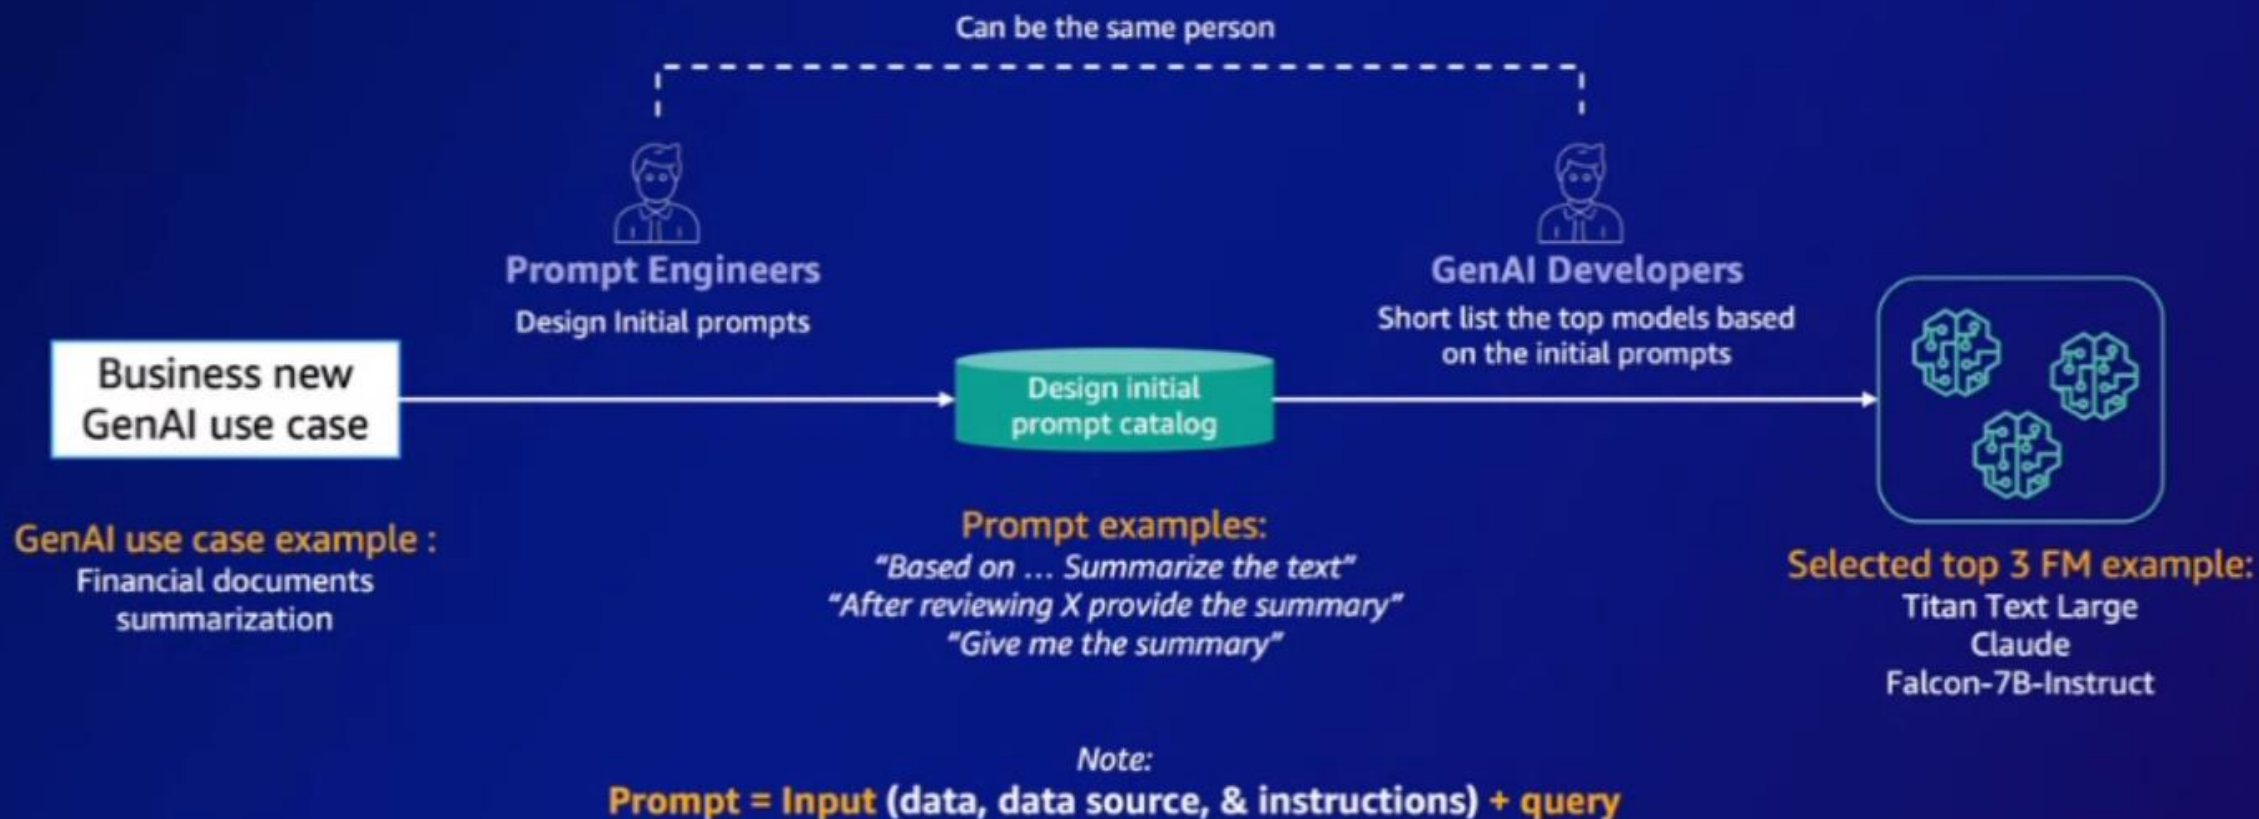 Can be the same person
Prompt Engineers
Design Initial prompts
GenAI Developers
Short list the top models based
on the initial prompts
Business new
GenAI use case
Design initial
prompt catalog
GenAI use case example :
Financial documents
summarization
Prompt examples:
“Based on ... Summarize the text”
“After reviewing X provide the summary”
“Give me the summary”
Selected top 3 FM example:
Titan Text Large
Claude
Falcon-7B-Instruct
Note:
Prompt = Input (data, data source, & instructions) + query